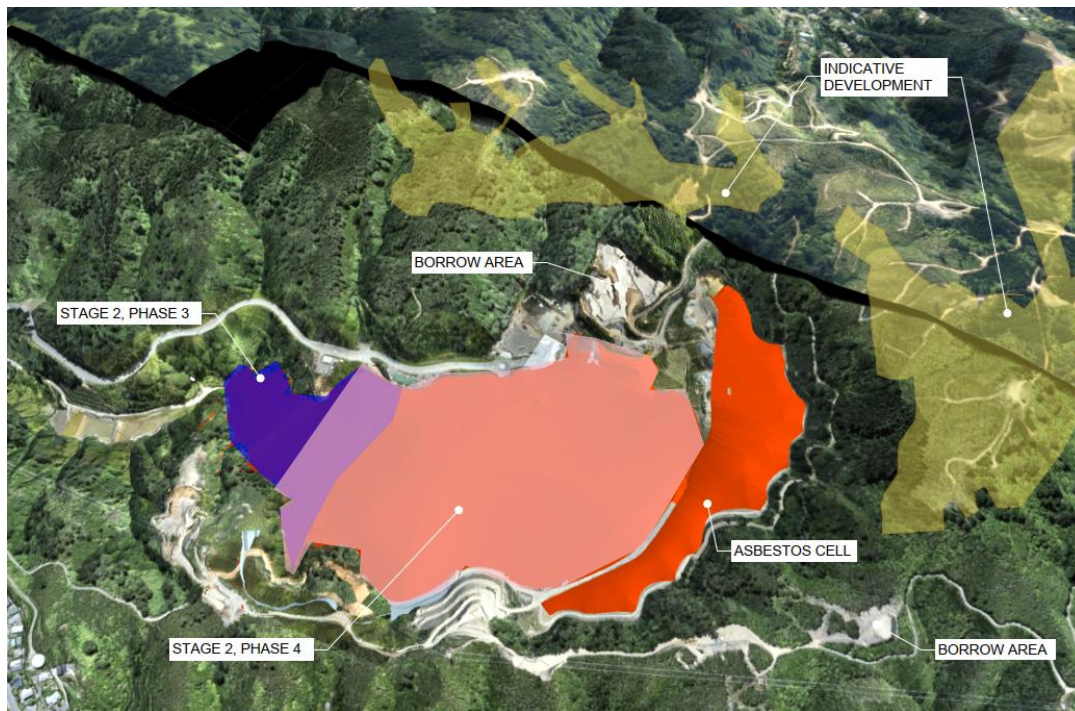 INDICATIVE
DEVELOPMENT
BORROW AREA
STAGE 2, PHASE 3
ASBESTOS CELL
STAGE 2, PHASE 4
BORROW AREA